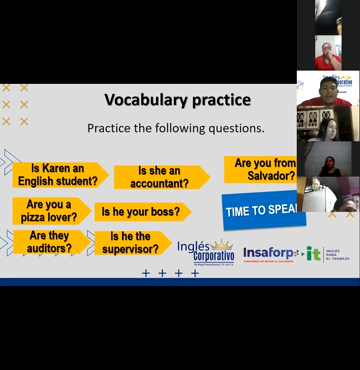 Vocabulary practice
Practice the following questions.
Is Karen an
English student?
Is she an
accountant?
Are you from
Salvador?
Are you a
pizza lover?
Is he your boss?
TIME TO SPEA
Are they
auditors?
Is he the
supervisor?
Inglés
Corporativo
Insaforp
it
INGLÉS
PARA
EL TRABAJO